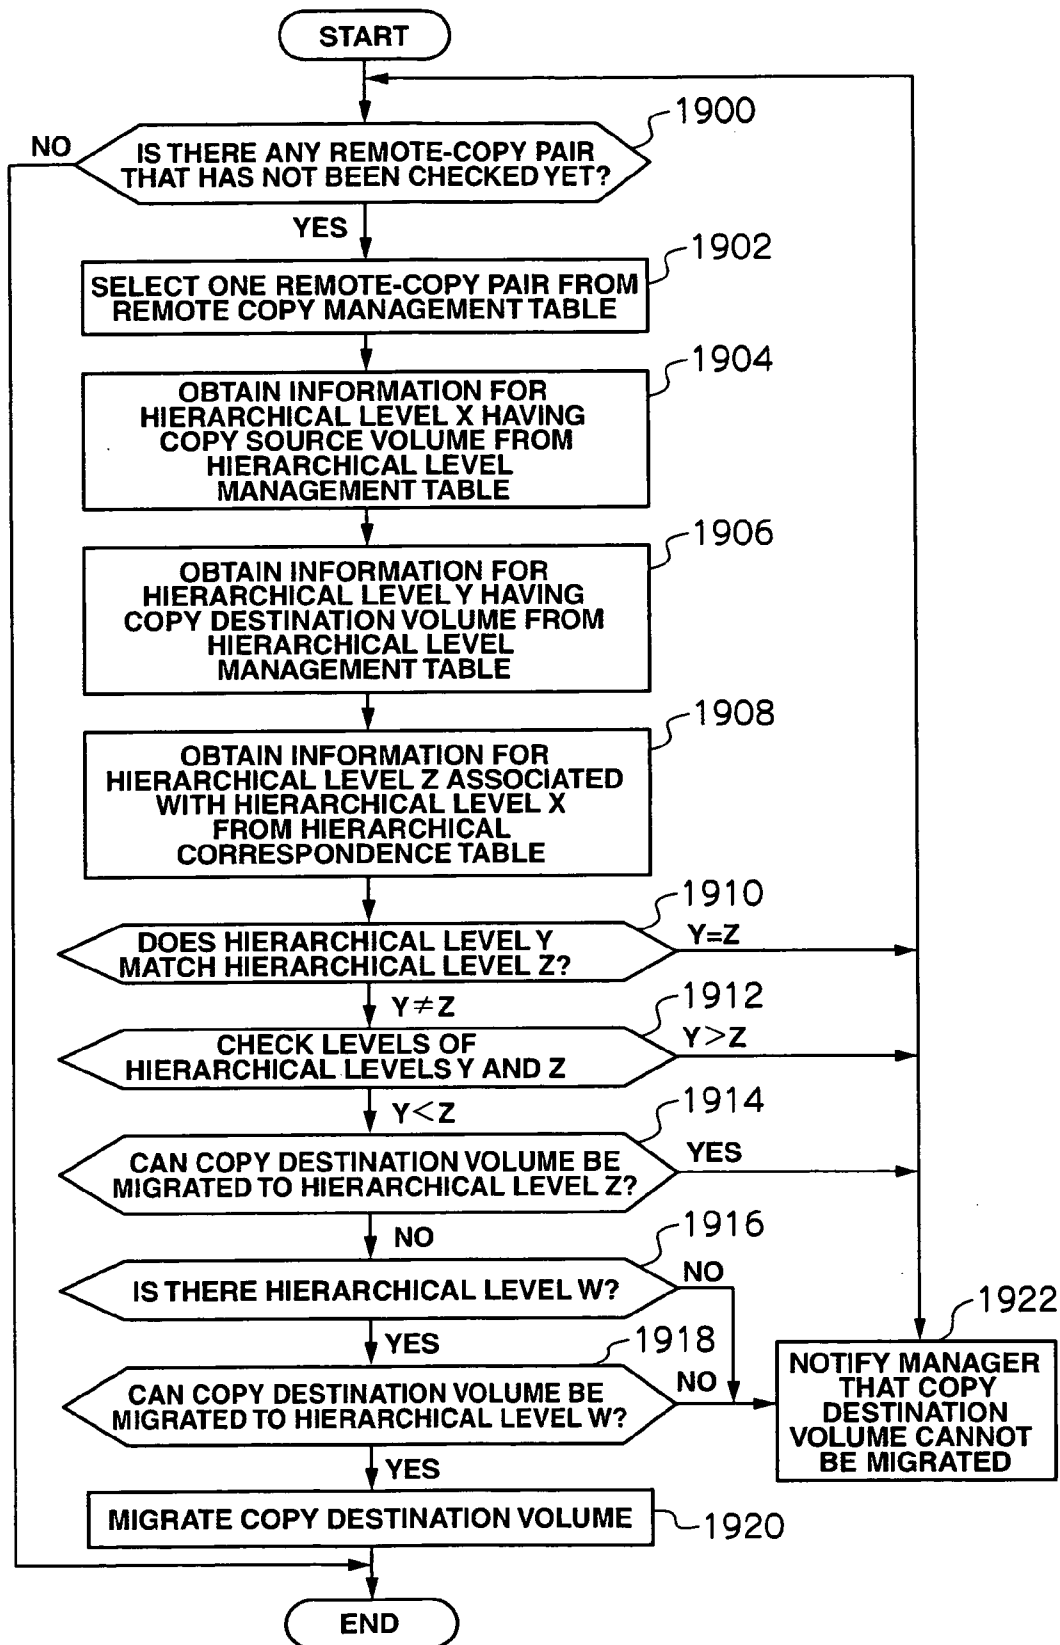 START
1900
NO
IS THERE ANY REMOTE-COPY PAIR
THAT HAS NOT BEEN CHECKED YET?
YES
1902
SELECT ONE REMOTE-COPY PAIR FROM
REMOTE COPY MANAGEMENT TABLE
1904
OBTAIN INFORMATION FOR
HIERARCHICAL LEVEL X HAVING
COPY SOURCE VOLUME FROM
HIERARCHICAL LEVEL
MANAGEMENT TABLE
1906
OBTAIN INFORMATION FOR
HIERARCHICAL LEVEL Y HAVING
COPY DESTINATION VOLUME FROM
HIERARCHICAL LEVEL
MANAGEMENT TABLE
1908
OBTAIN INFORMATION FOR
HIERARCHICAL LEVEL Z ASSOCIATED
WITH HIERARCHICAL LEVEL X
FROM HIERARCHICAL
CORRESPONDENCE TABLE
1910
DOES HIERARCHICAL LEVEL Y
MATCH HIERARCHICAL LEVEL Z?
Y=Z
Y≠Z
1912
CHECK LEVELS OF
HIERARCHICAL LEVELS Y AND Z
Y>Z
Y<Z
1914
CAN COPY DESTINATION VOLUME BE
MIGRATED TO HIERARCHICAL LEVEL Z?
YES
NO
1916
IS THERE HIERARCHICAL LEVEL W?
NO
YES
1918
CAN COPY DESTINATION VOLUME BE
MIGRATED TO HIERARCHICAL LEVEL W?
NO
1922
NOTIFY MANAGER
THAT COPY
DESTINATION
VOLUME CANNOT
BE MIGRATED
YES
MIGRATE COPY DESTINATION VOLUME
1920
END